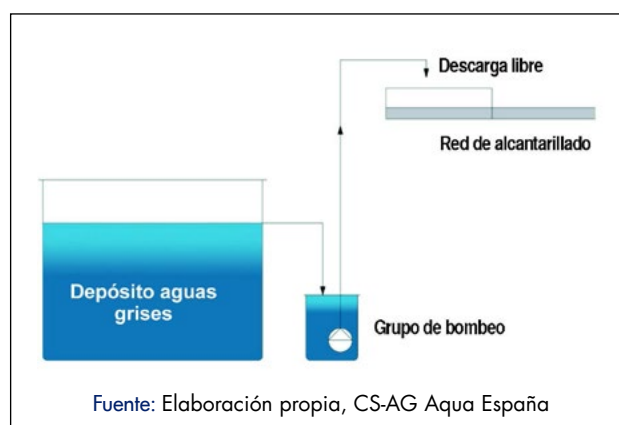 Descarga libre
Red de alcantarillado
Depósito aguas
grises
Grupo de bombeo
Fuente: Elaboración propia, CS-AG Aqua España